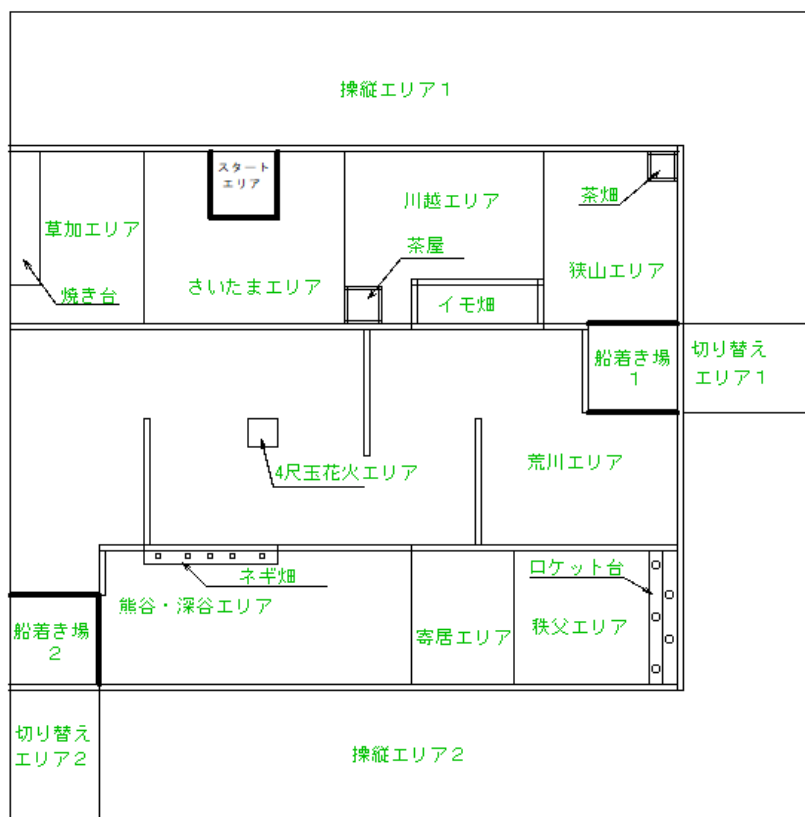 操縦エリア1
スタート
エリア
茶畑
川越エリア
草加エリア
茶屋
狭山エリア
さいたまエリア
焼き台
イモ畑
船着き場
1
切り替え
エリア1
荒川エリア
4尺玉花火エリア
ロケット台
ネギ畑
熊谷・深谷エリア
船着き場
2
寄居エリア
秩父エリア
切り替え
エリア2
操縦エリア2